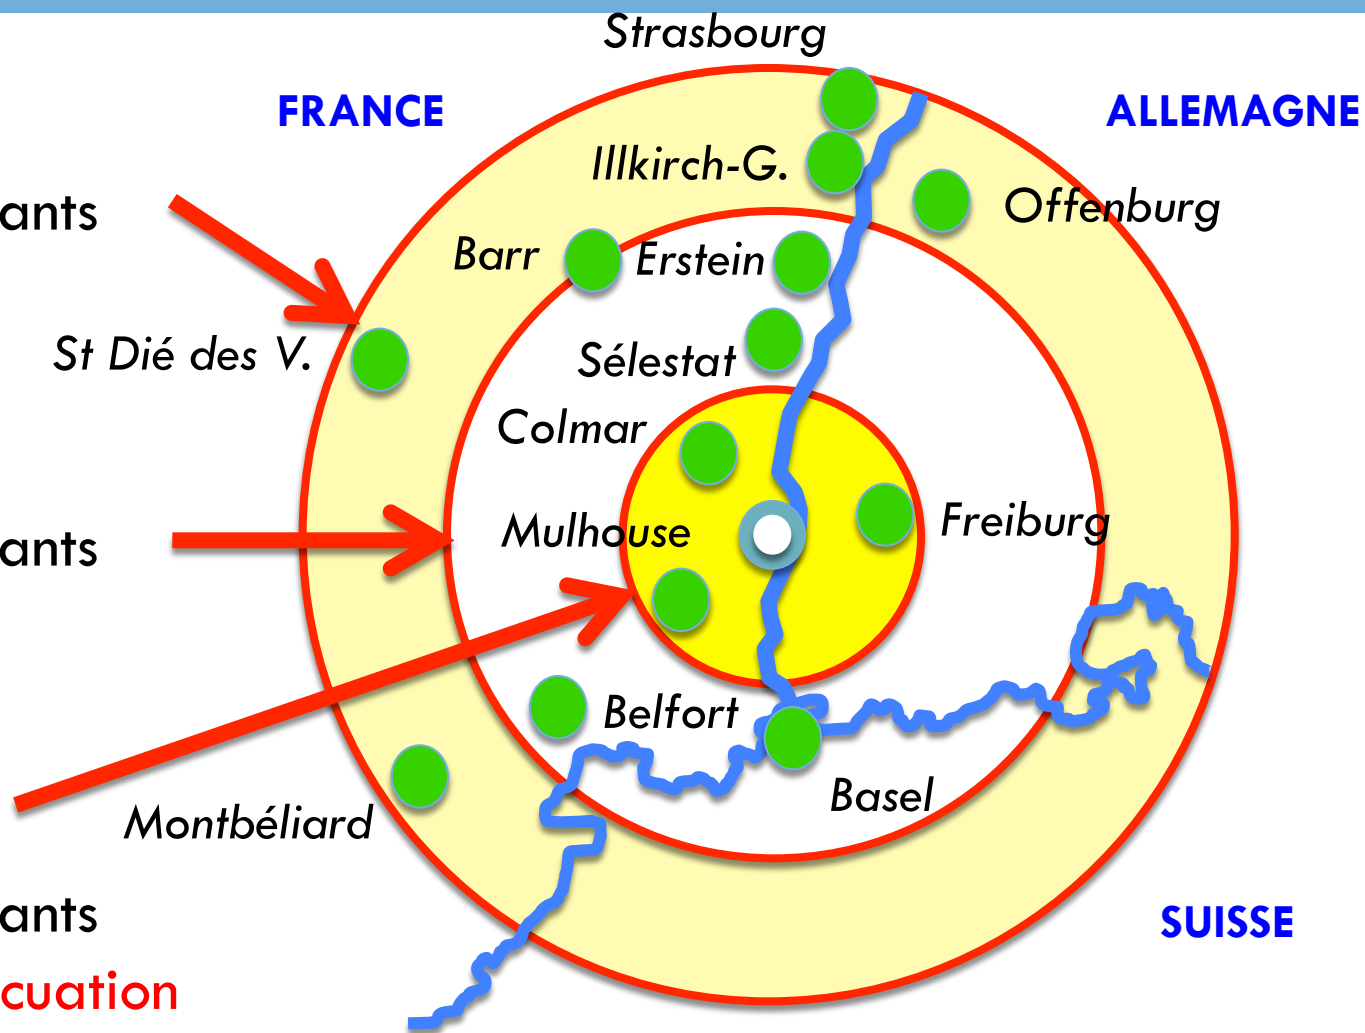 Strasbourg
FRANCE
ALLEMAGNE
Illkirch-G.
ants
Offenburg
Barr
Erstein
St Dié des V.
Sélestat
Colmar
Mulhouse
Freiburg
ants
Belfort
Basel
Montbéliard
ants
SUISSE
cuation